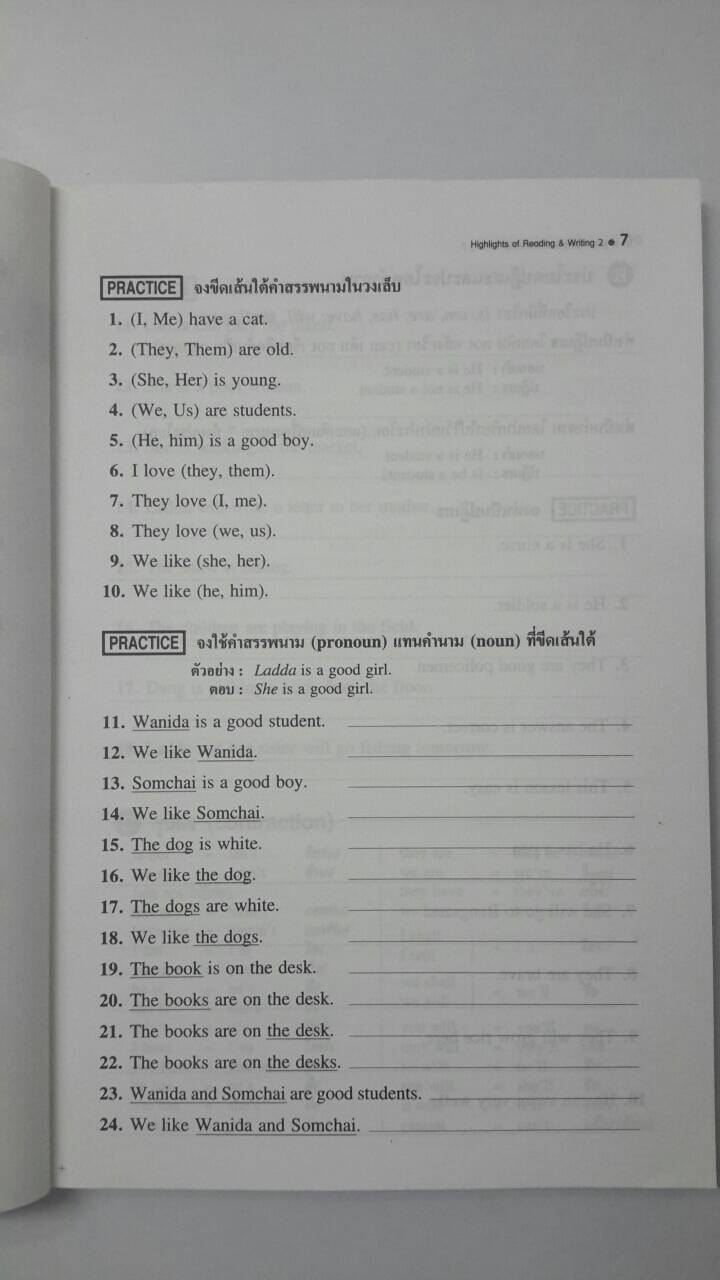 Highlights of Reading & Writing 2 ● 7
PRACTICE จงขีดเส้นใต้คำสรรพนามในวงเล็บ
1. (I, Me) have a cat.
2. (They, Them) are old.
3. (She, Her) is young.
4. (We, Us) are students.
5. (He, him) is a good boy.
6. I love (they, them).
7. They love (I, me).
8. They love (we, us).
9. We like (she, her).
10. We like (he, him).
PRACTICE จงใช้คำสรรพนาม (pronoun) แทนคำนาม (noun) ที่ขีดเส้นใต้
ตัวอย่าง : Ladda is a good girl.
ตอบ : She is a good girl.
11. Wanida is a good student.
12. We like Wanida.
13. Somchai is a good boy.
14. We like Somchai.
15. The dog is white.
16. We like the dog.
17. The dogs are white.
18. We like the dogs.
19. The book is on the desk.
20. The books are on the desk.
21. The books are on the desk.
22. The books are on the desks.
23. Wanida and Somchai are good students.
24. We like Wanida and Somchai.